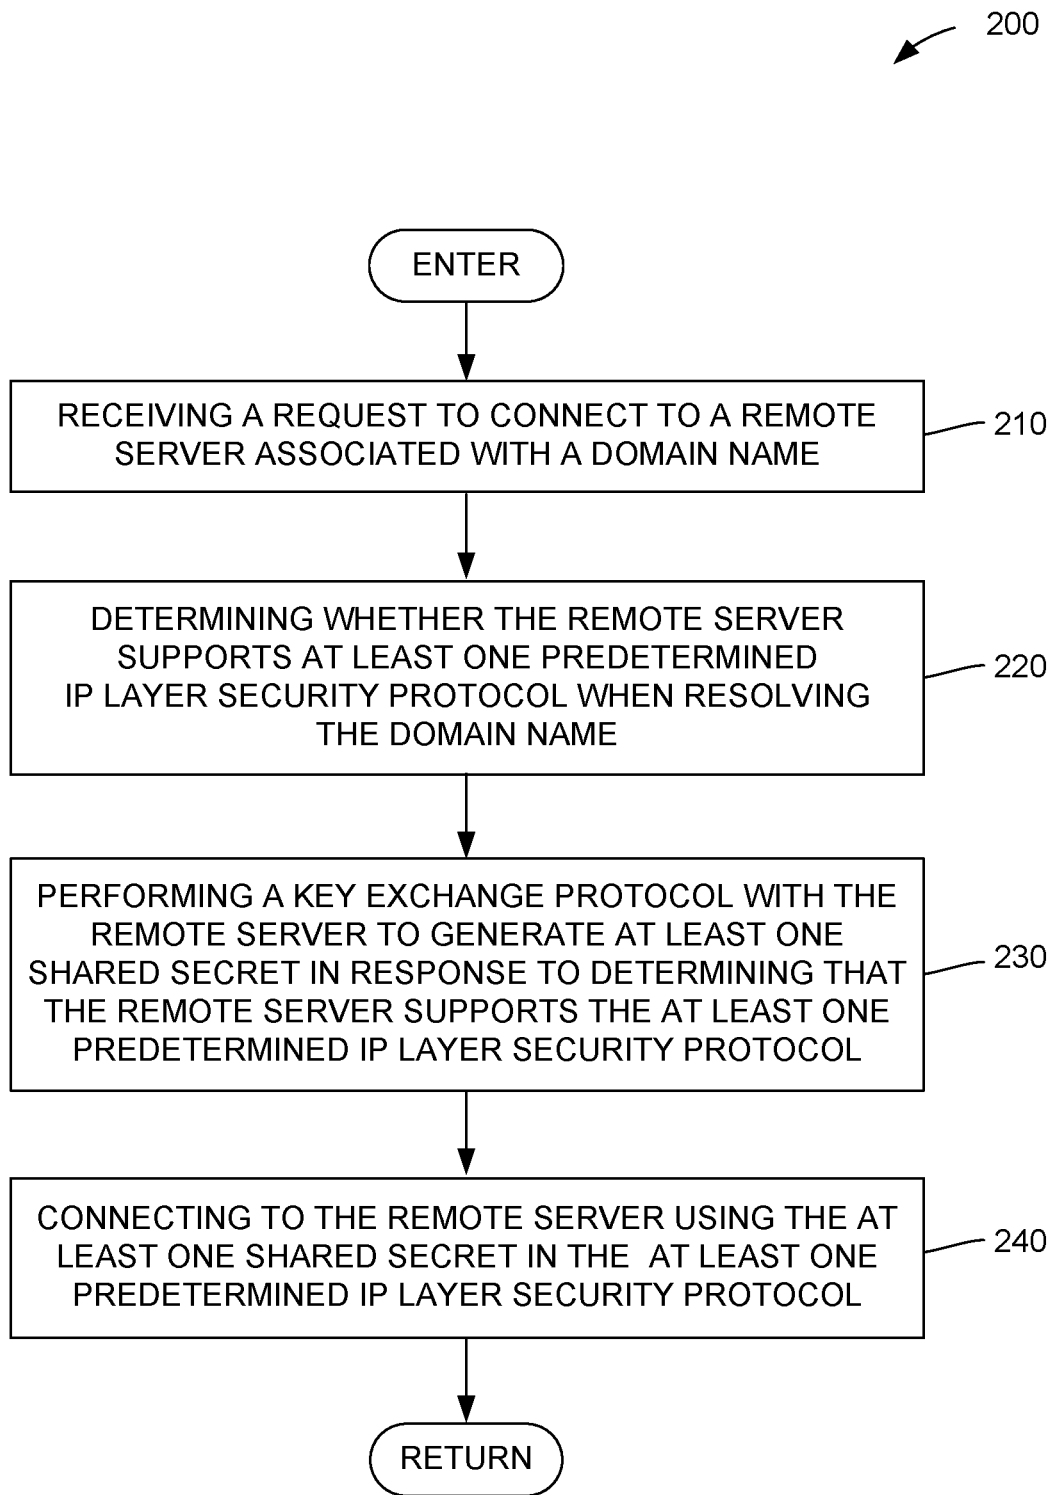 200
ENTER
RECEIVING A REQUEST TO CONNECT TO A REMOTE
SERVER ASSOCIATED WITH A DOMAIN NAME
210
DETERMINING WHETHER THE REMOTE SERVER
SUPPORTS AT LEAST ONE PREDETERMINED
IP LAYER SECURITY PROTOCOL WHEN RESOLVING
THE DOMAIN NAME
220
PERFORMING A KEY EXCHANGE PROTOCOL WITH THE
REMOTE SERVER TO GENERATE AT LEAST ONE
SHARED SECRET IN RESPONSE TO DETERMINING THAT
THE REMOTE SERVER SUPPORTS THE AT LEAST ONE
PREDETERMINED IP LAYER SECURITY PROTOCOL
230
CONNECTING TO THE REMOTE SERVER USING THE AT
LEAST ONE SHARED SECRET IN THE AT LEAST ONE
PREDETERMINED IP LAYER SECURITY PROTOCOL
240
RETURN